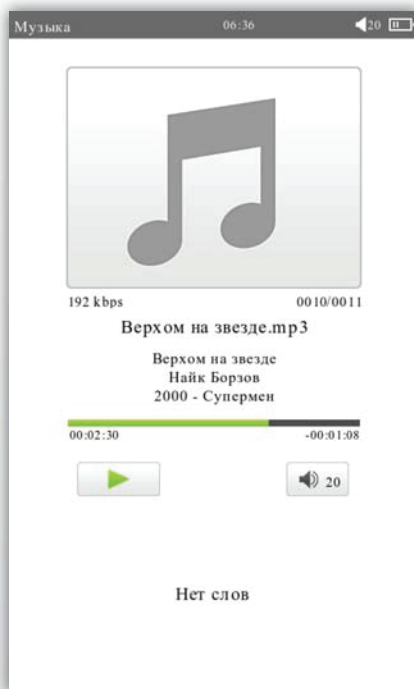 Музыка 06:36 20
192 kbps 0010/0011
Верхом на звезде.mp3
Верхом на звезде
Найк Борзов
2000 - Супермен
00:02:30 -00:01:08
20
Нет слов